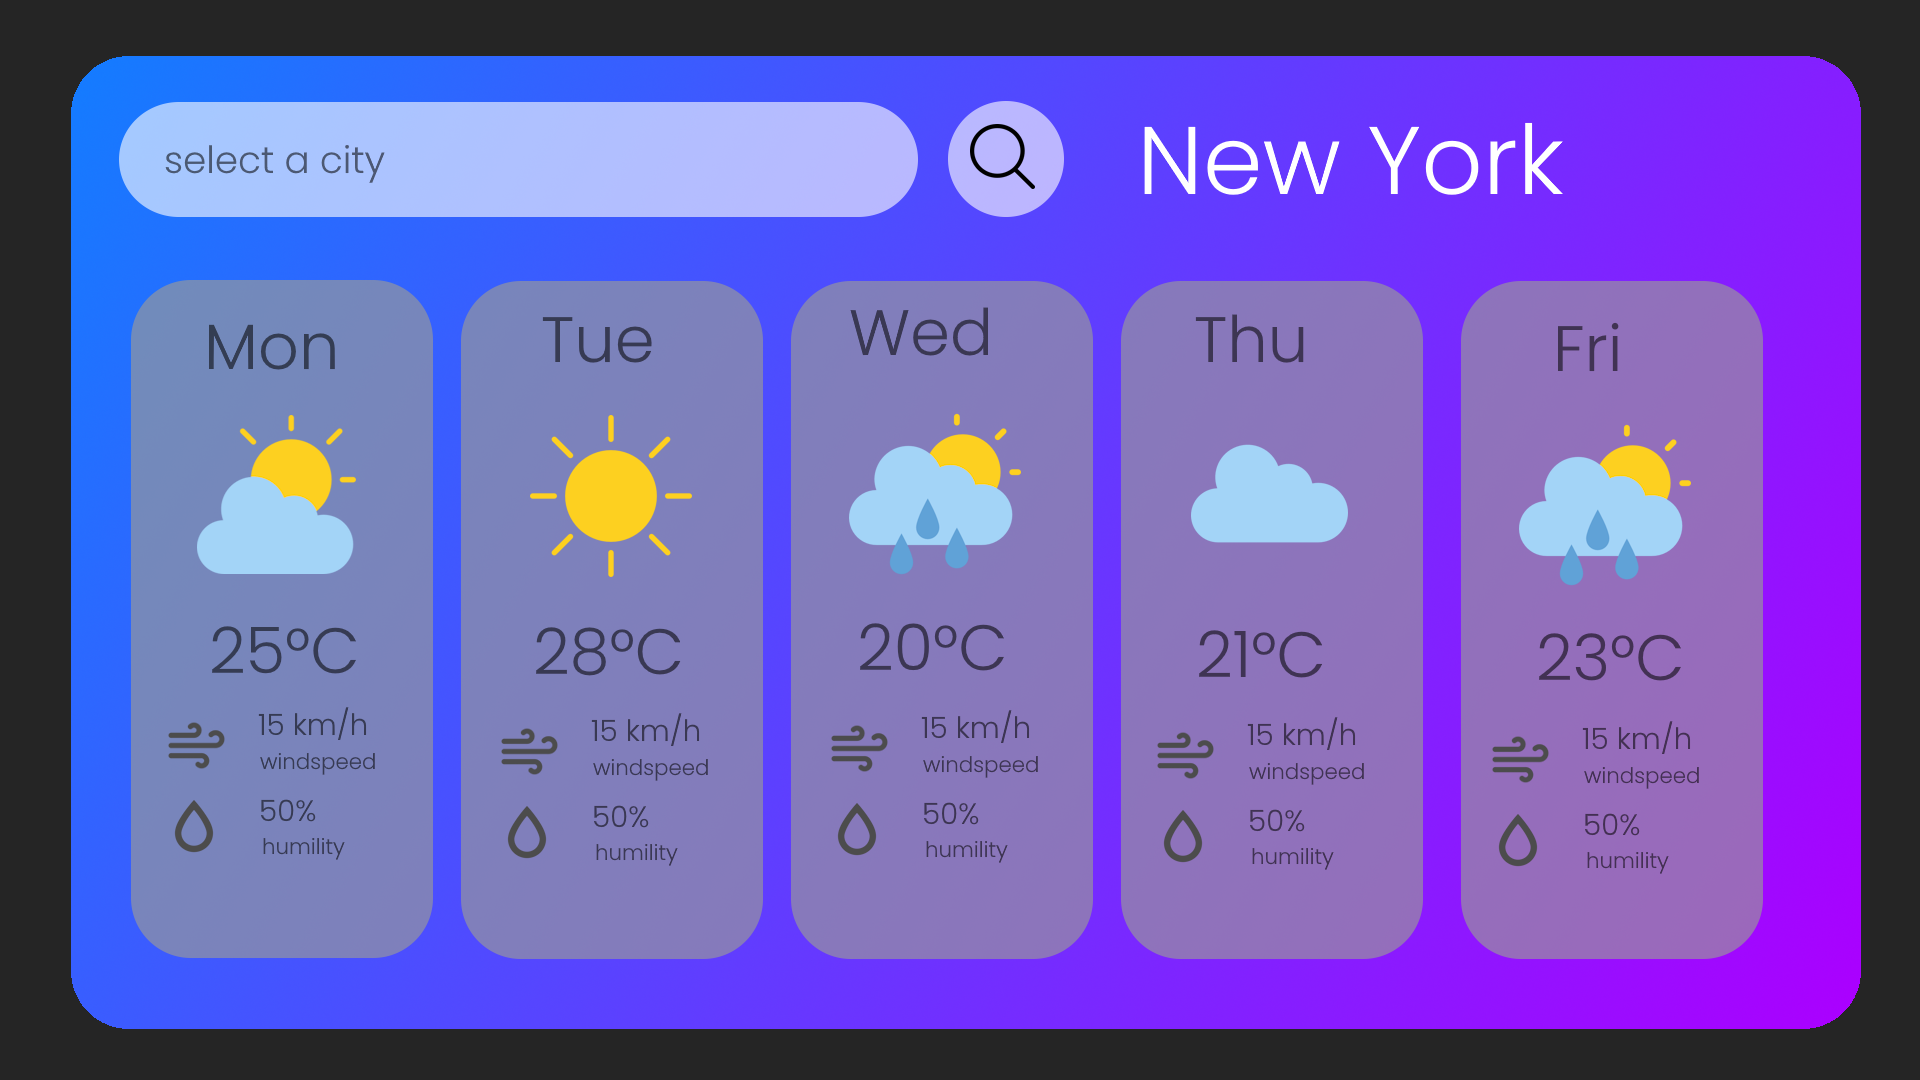 select a city
New York
Mon
25°C
15 km/h
windspeed
50%
humility
Tue
28°C
15 km/h
windspeed
50%
humility
Wed
20°C
15 km/h
windspeed
50%
humility
Thu
21°C
15 km/h
windspeed
50%
humility
Fri
23°C
15 km/h
windspeed
50%
humility